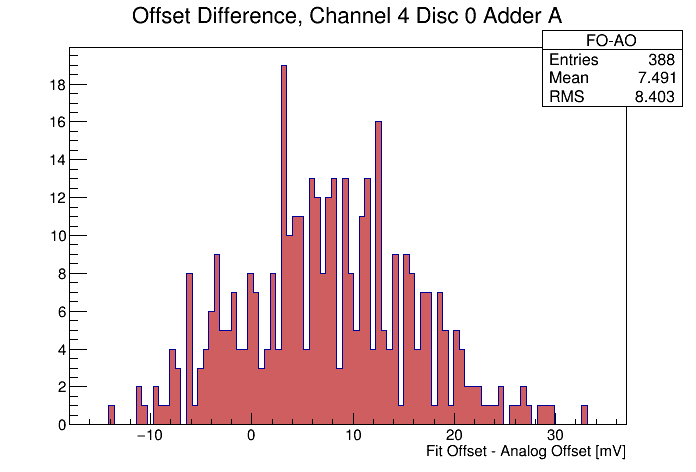 Offset Difference, Channel 4 Disc 0 Adder A
FO-AO
Entries 388
Mean 7.491
RMS 8.403
18
16
14
12
10
8
6
4
2
0
−10 0 10 20 30
Fit Offset - Analog Offset [mV]